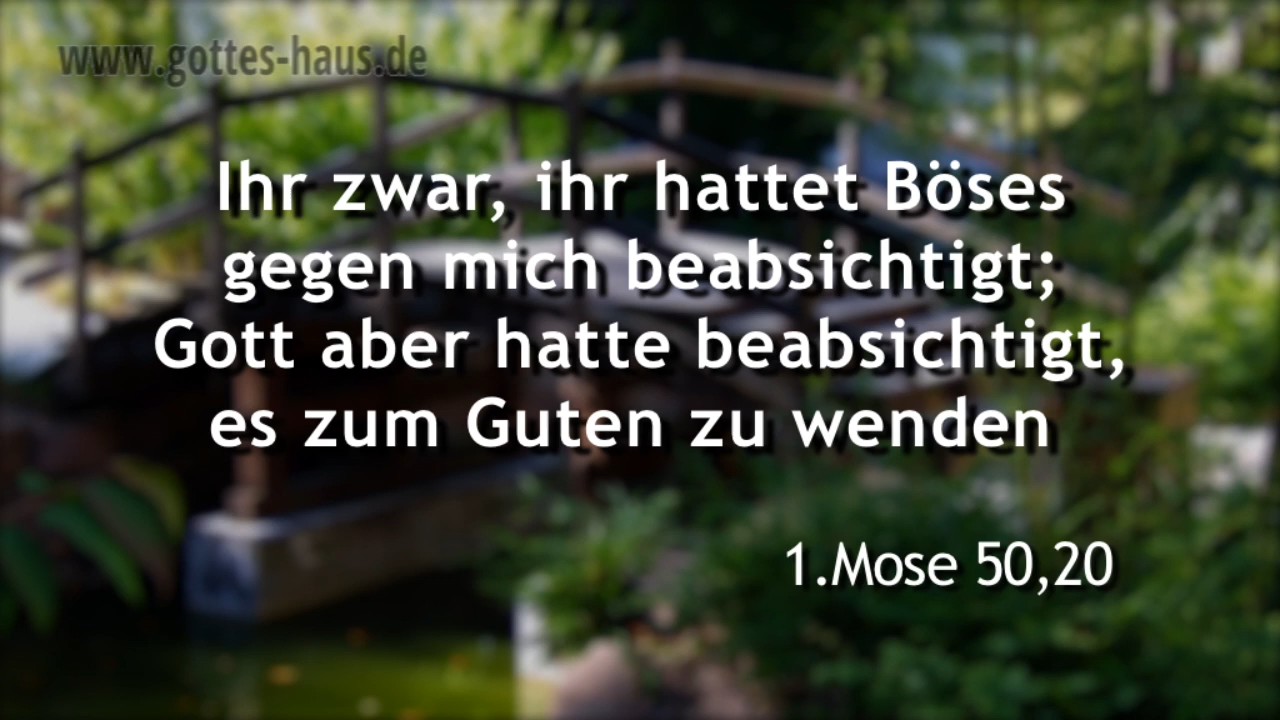 www.gottes-haus.de
Ihr zwar, ihr hattet Böses
gegen mich beabsichtigt;
Gott aber hatte beabsichtigt,
es zum Guten zu wenden
1.Mose 50,20